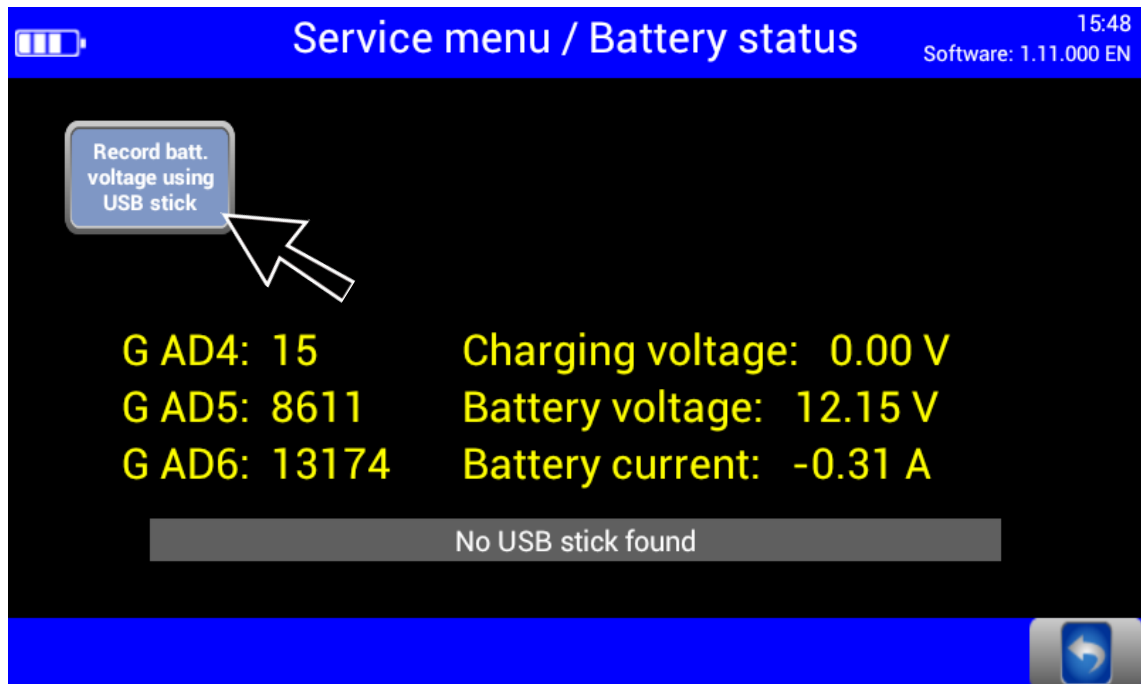 Service menu / Battery status
15:48
Software: 1.11.000 EN
Record batt.
voltage using
USB stick
G AD4: 15 Charging voltage: 0.00 V
G AD5: 8611 Battery voltage: 12.15 V
G AD6: 13174 Battery current: -0.31 A
No USB stick found